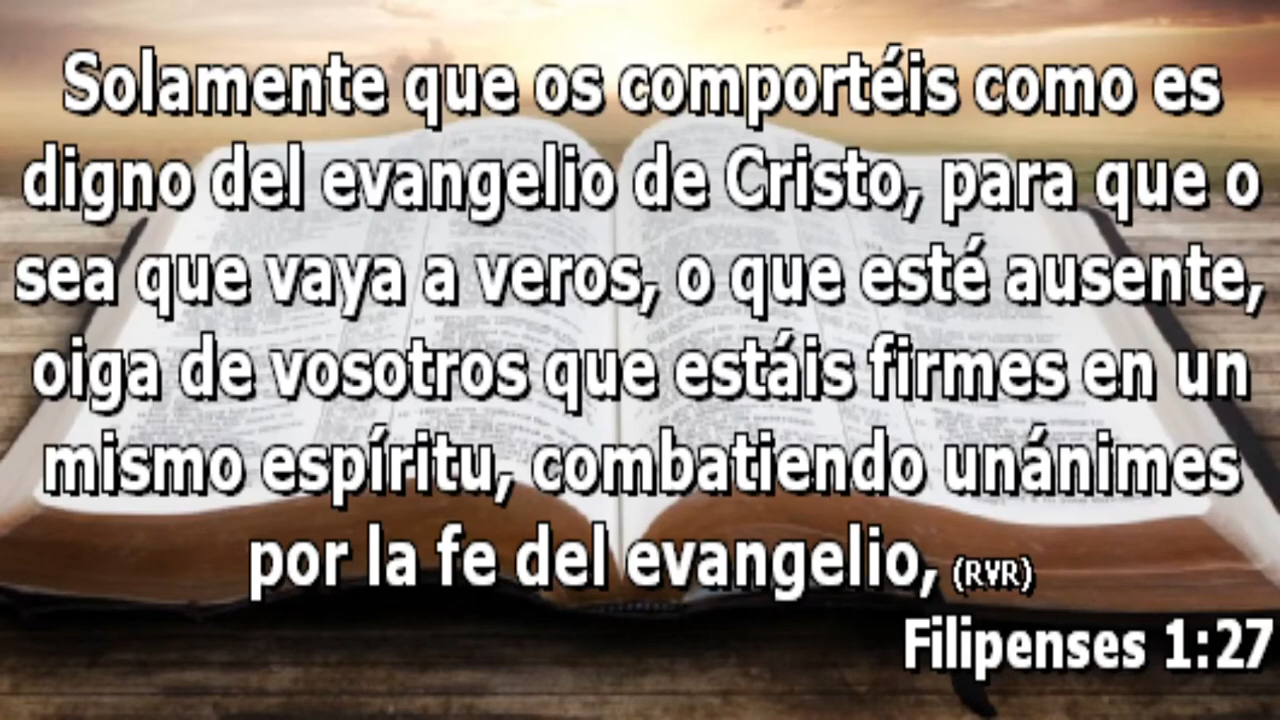 Solamente que os comportéis como es
digno del evangelio de Cristo, para que o
sea que vaya a veros, o que esté ausente,
oiga de vosotros que estáis firmes en un
mismo espíritu, combatiendo unánimes
por la fe del evangelio, (RVR)
Filipenses 1:27